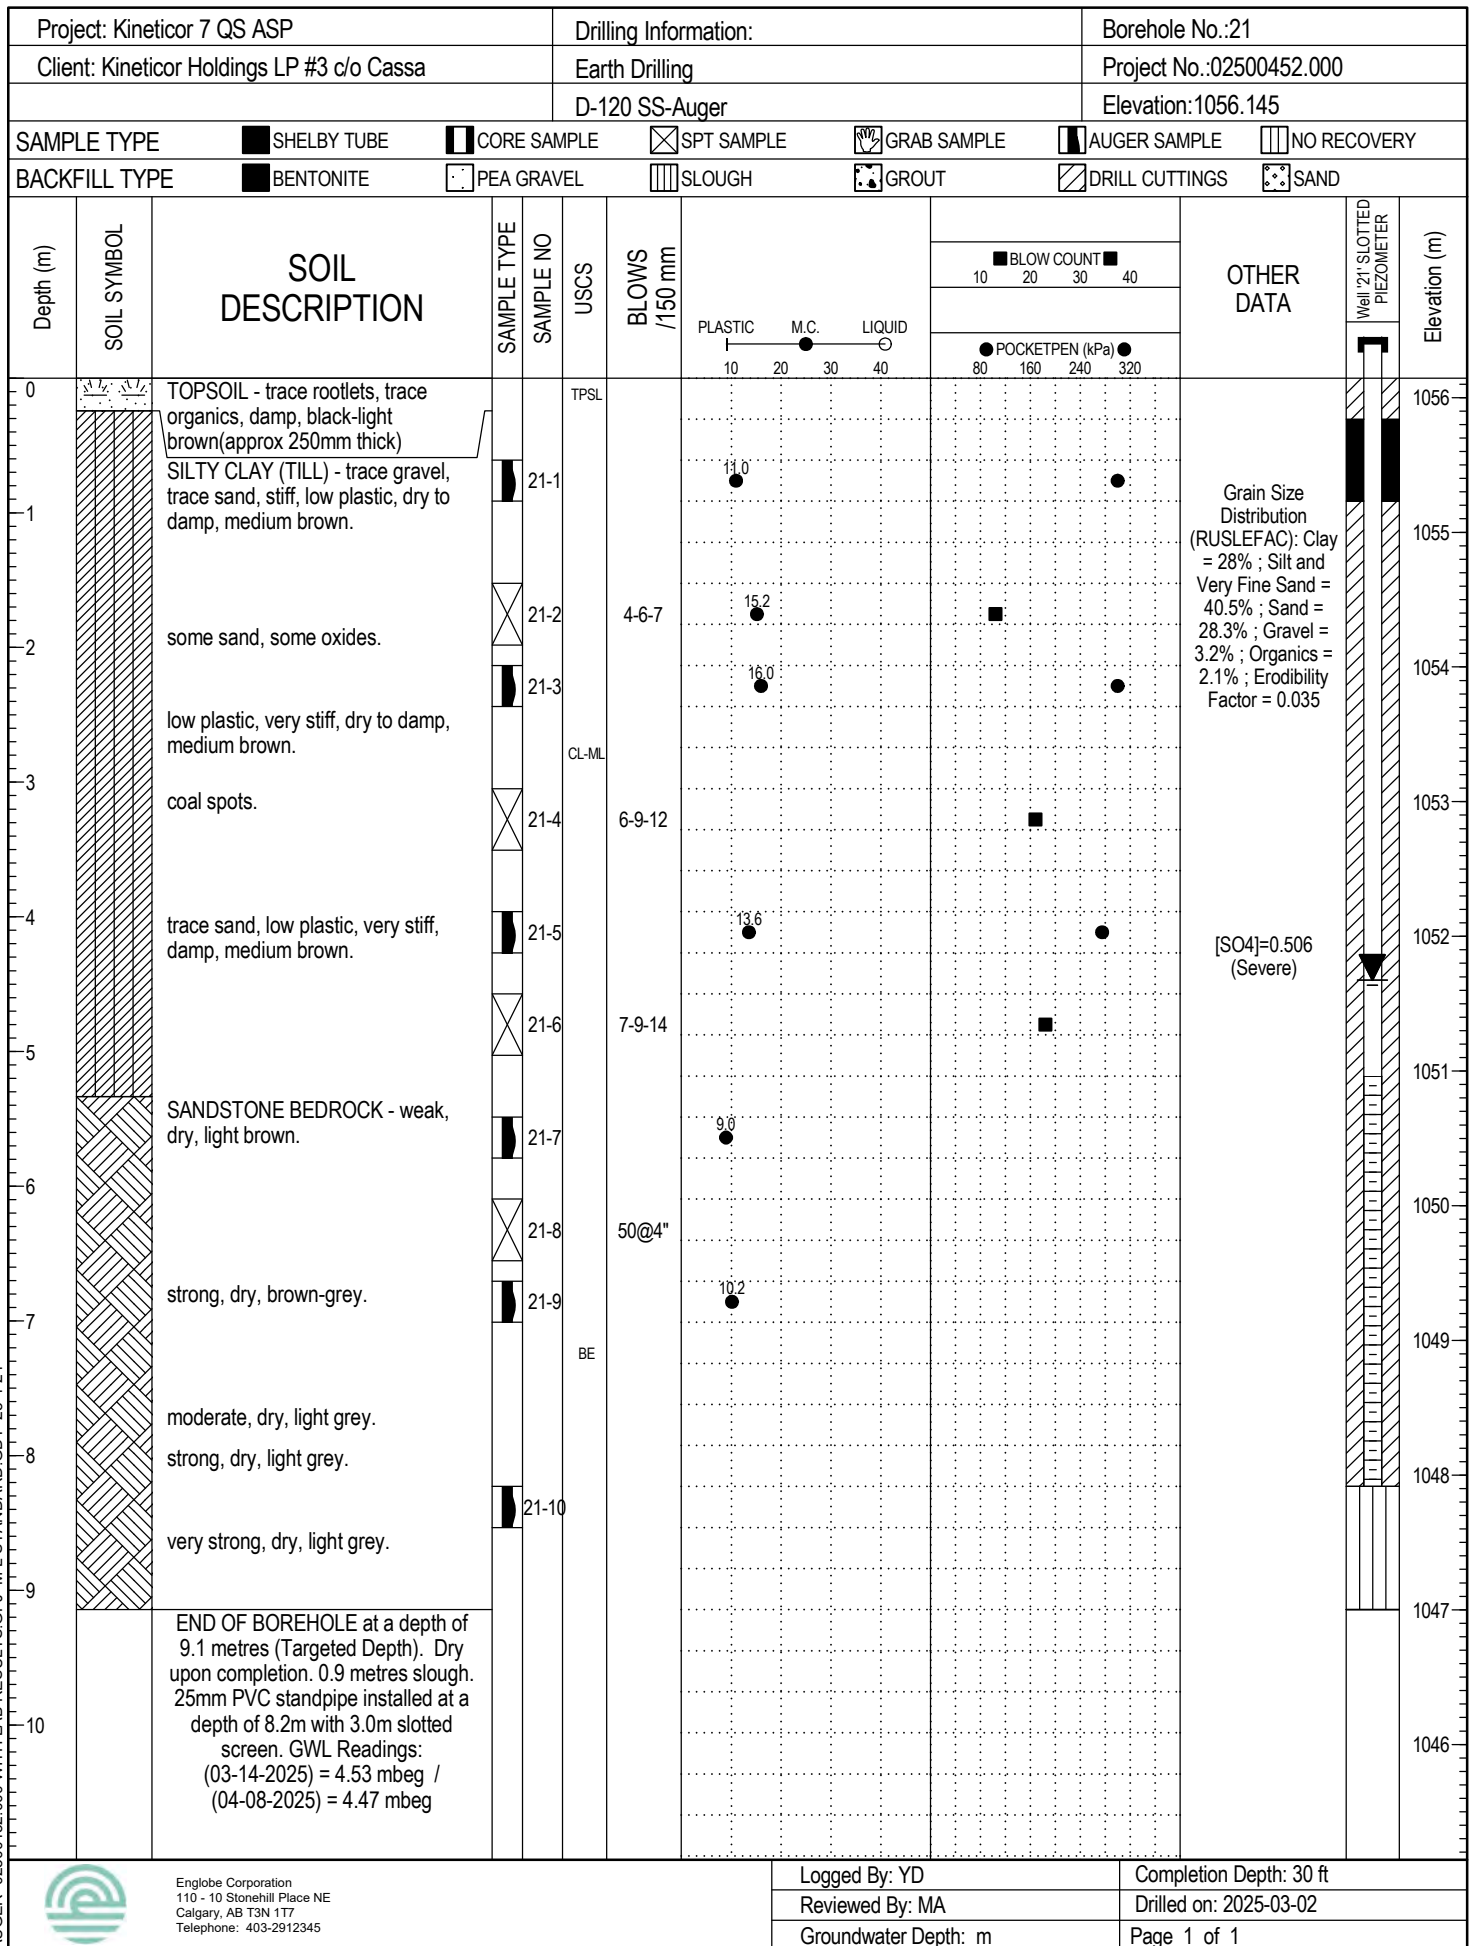 Project: Kineticor 7 QS ASP
Drilling Information:
Borehole No.:21
Client: Kineticor Holdings LP #3 c/o Cassa
Earth Drilling
Project No.:02500452.000
D-120 SS-Auger
Elevation:1056.145
SAMPLE TYPE
SHELBY TUBE
CORE SAMPLE
SPT SAMPLE
GRAB SAMPLE
AUGER SAMPLE
NO RECOVERY
BACKFILL TYPE
BENTONITE
PEA GRAVEL
SLOUGH
GROUT
DRILL CUTTINGS
SAND
Depth (m)
SOIL SYMBOL
SOIL
DESCRIPTION
SAMPLE TYPE
SAMPLE NO
USCS
BLOWS
/150 mm
PLASTIC M.C. LIQUID
10 20 30 40
BLOW COUNT
10 20 30 40
POCKETPEN (kPa)
80 160 240 320
OTHER
DATA
Well '21' SLOTTED
PIEZOMETER
Elevation (m)
0
1
2
3
4
5
6
7
8
9
10
TOPSOIL - trace rootlets, trace
organics, damp, black-light
brown(approx 250mm thick)
SILTY CLAY (TILL) - trace gravel,
trace sand, stiff, low plastic, dry to
damp, medium brown.
some sand, some oxides.
low plastic, very stiff, dry to damp,
medium brown.
coal spots.
trace sand, low plastic, very stiff,
damp, medium brown.
SANDSTONE BEDROCK - weak,
dry, light brown.
strong, dry, brown-grey.
moderate, dry, light grey.
strong, dry, light grey.
very strong, dry, light grey.
END OF BOREHOLE at a depth of
9.1 metres (Targeted Depth). Dry
upon completion. 0.9 metres slough.
25mm PVC standpipe installed at a
depth of 8.2m with 3.0m slotted
screen. GWL Readings:
(03-14-2025) = 4.53 mbeg /
(04-08-2025) = 4.47 mbeg
21-1
21-2
21-3
21-4
21-5
21-6
21-7
21-8
21-9
21-10
TPSL
CL-ML
BE
4-6-7
6-9-12
7-9-14
50@4"
11.0
15.2
16.0
13.6
9.0
10.2
Grain Size
Distribution
(RUSLEFAC): Clay
= 28% ; Silt and
Very Fine Sand =
40.5% ; Sand =
28.3% ; Gravel =
3.2% ; Organics =
2.1% ; Erodibility
Factor = 0.035
[SO4]=0.506
(Severe)
1056
1055
1054
1053
1052
1051
1050
1049
1048
1047
1046
Englobe Corporation
110 - 10 Stonehill Place NE
Calgary, AB T3N 1T7
Telephone: 403-2912345
Logged By: YD
Completion Depth: 30 ft
Reviewed By: MA
Drilled on: 2025-03-02
Groundwater Depth: m
Page 1 of 1